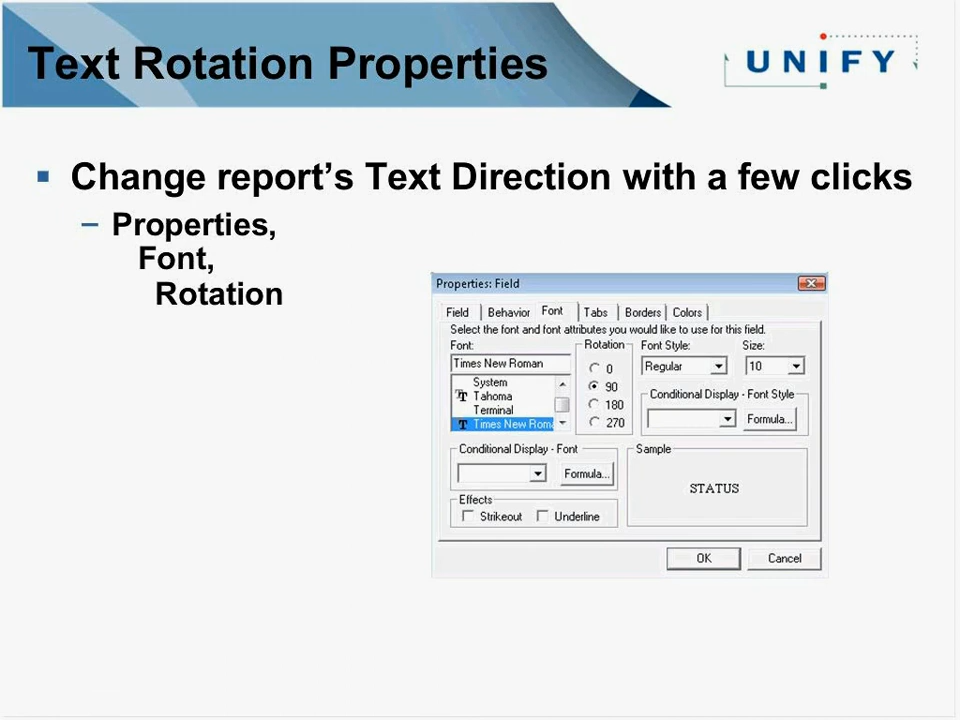 Text Rotation Properties
UNIFY
Change report's Text Direction with a few clicks
– Properties,
Font,
Rotation
Properties: Field
Field Behavior Font Tabs Borders Colors
Select the font and font attributes you would like to use for this field.
Font:
Times New Roman
System
Tahoma
Terminal
Times New Roma
Rotation
0
90
180
270
Font Style:
Regular
Size:
10
Conditional Display - Font Style
Formula...
Conditional Display - Font
Formula...
Effects
Strikeout Underline
Sample
STATUS
OK Cancel